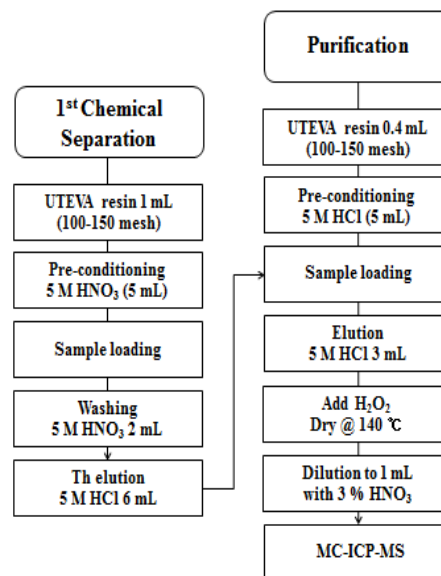 1st Chemical
Separation
UTEVA resin 1 mL
(100-150 mesh)
Pre-conditioning
5 M HNO3 (5 mL)
Sample loading
Washing
5 M HNO3 2 mL
Th elution
5 M HCl 6 mL
Purification
UTEVA resin 0.4 mL
(100-150 mesh)
Pre-conditioning
5 M HCl (5 mL)
Sample loading
Elution
5 M HCl 3 mL
Add H2O2
Dry @ 140 ℃
Dilution to 1 mL
with 3 % HNO3
MC-ICP-MS